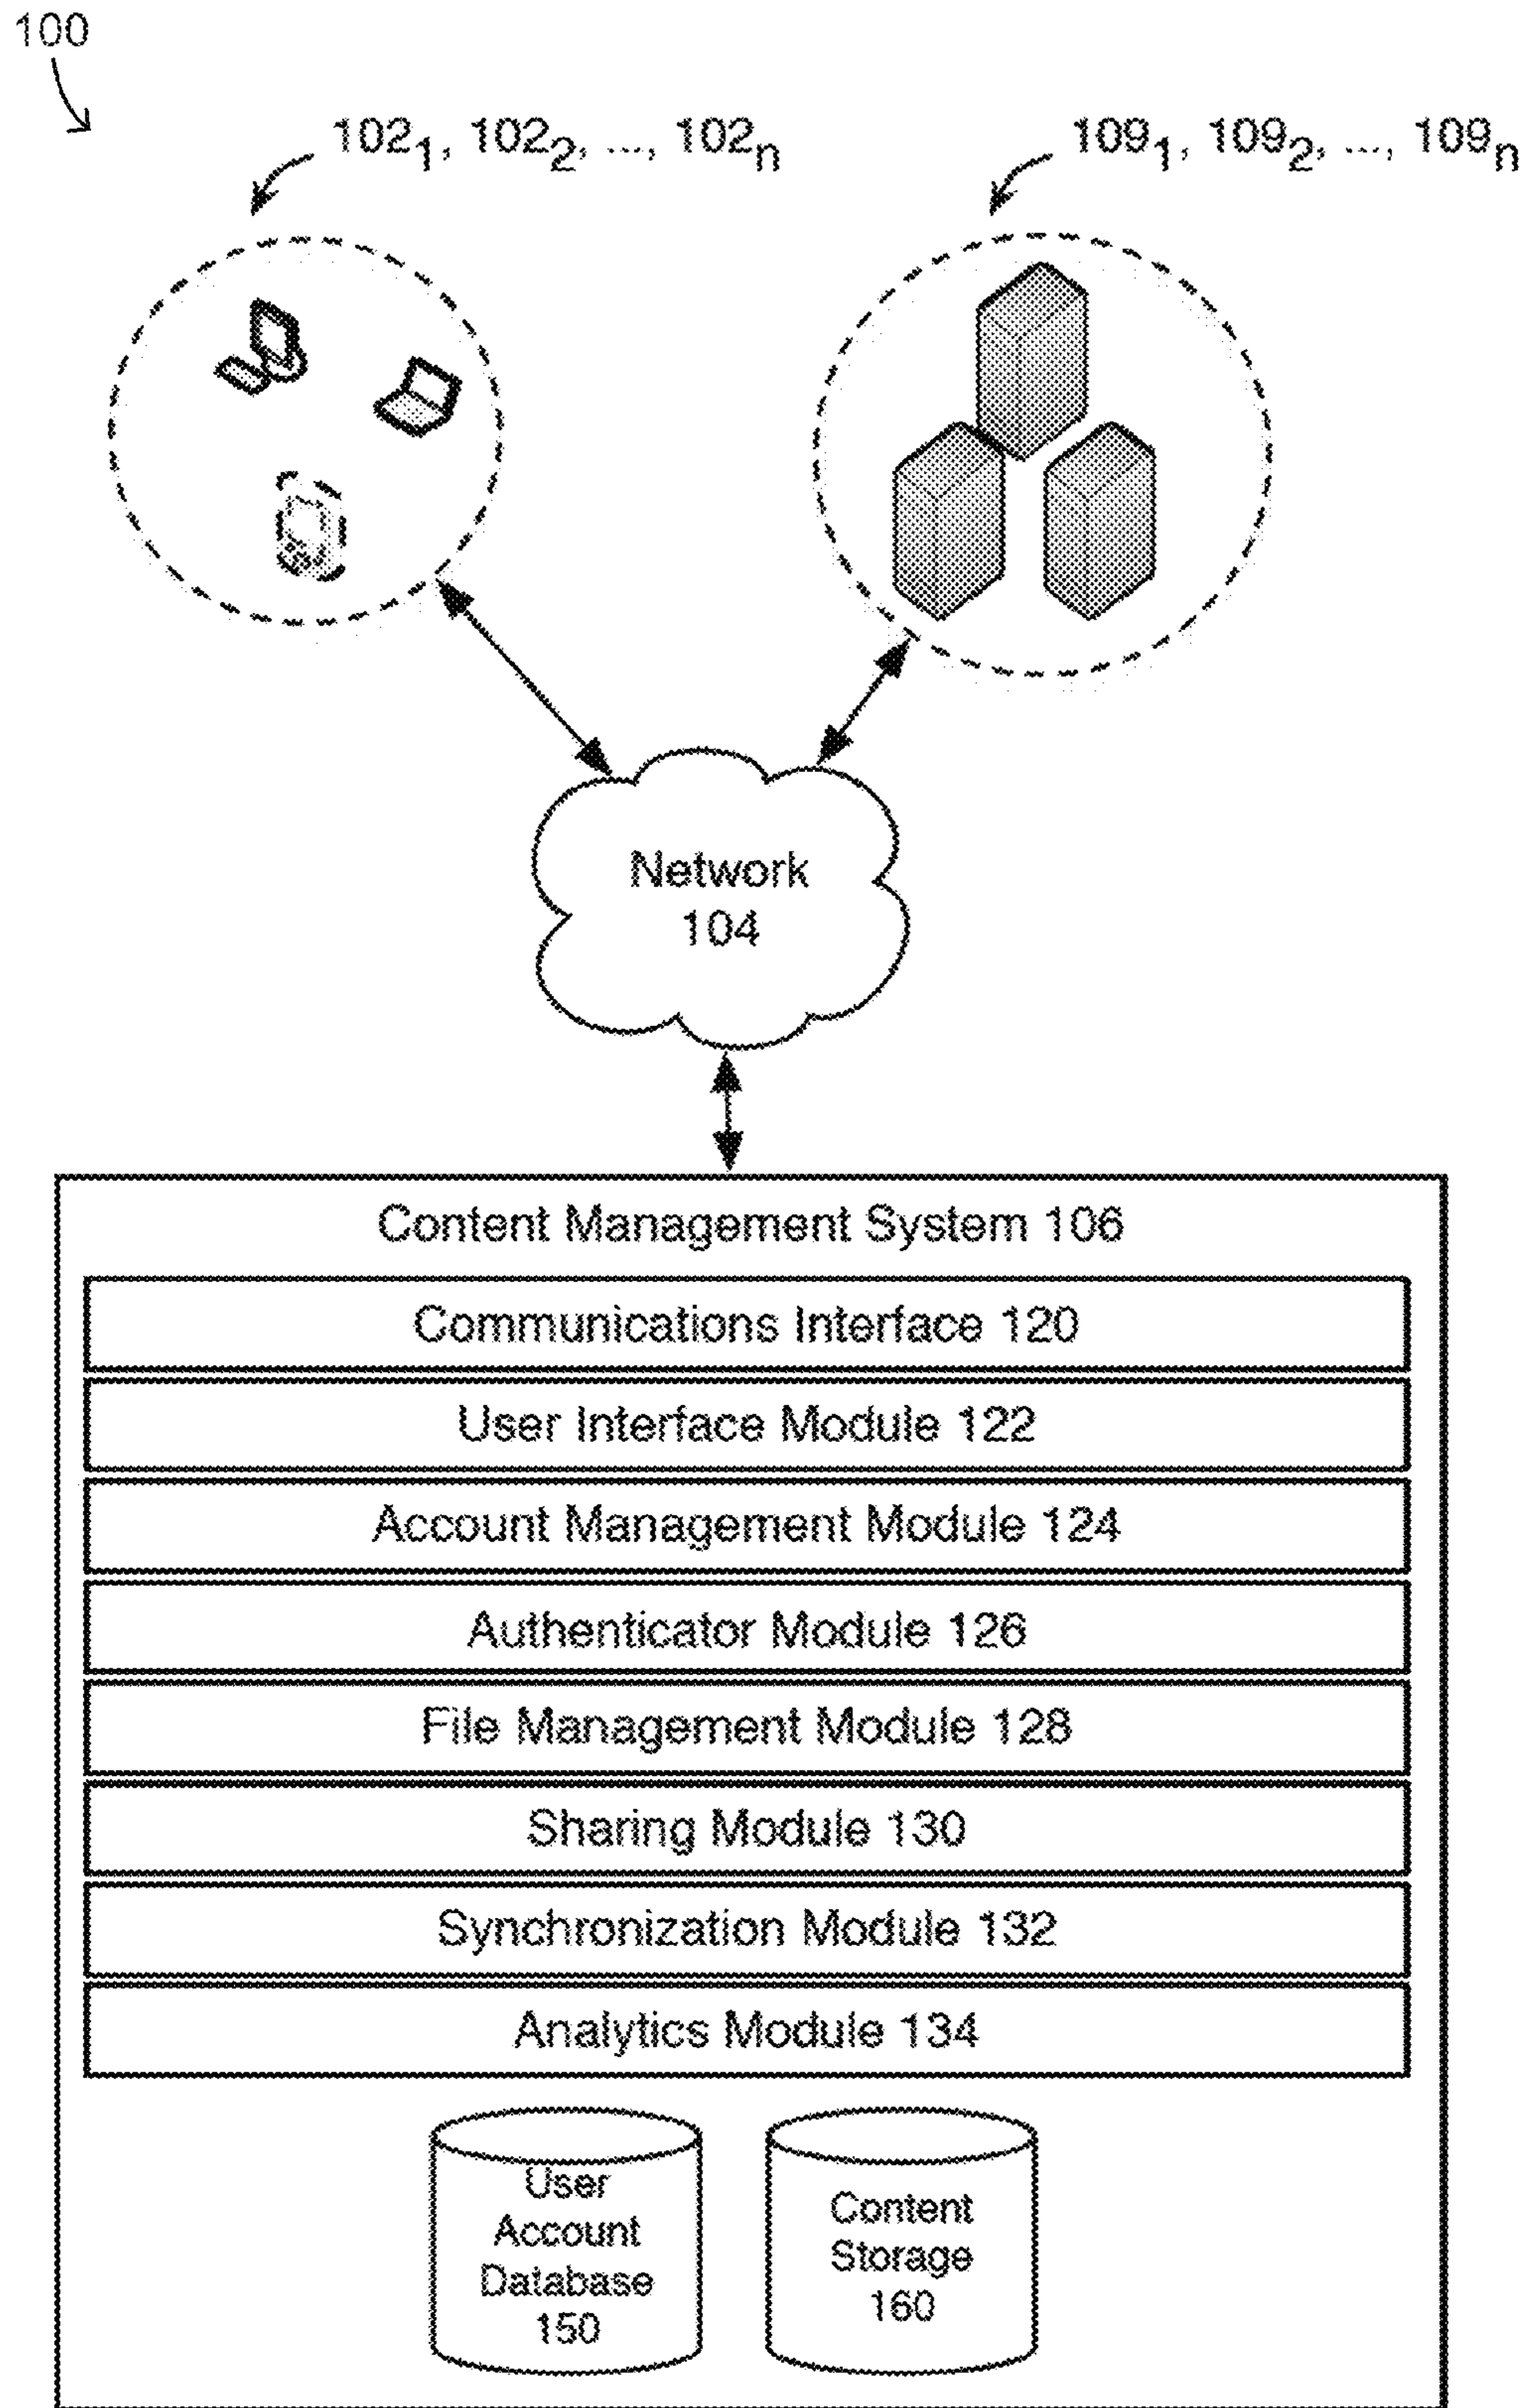 100
102₁, 102₂, ..., 102ₙ
109₁, 109₂, ..., 109ₙ
Network
104
Content Management System 106
Communications Interface 120
User Interface Module 122
Account Management Module 124
Authenticator Module 126
File Management Module 128
Sharing Module 130
Synchronization Module 132
Analytics Module 134
User
Account
Database
150
Content
Storage
160